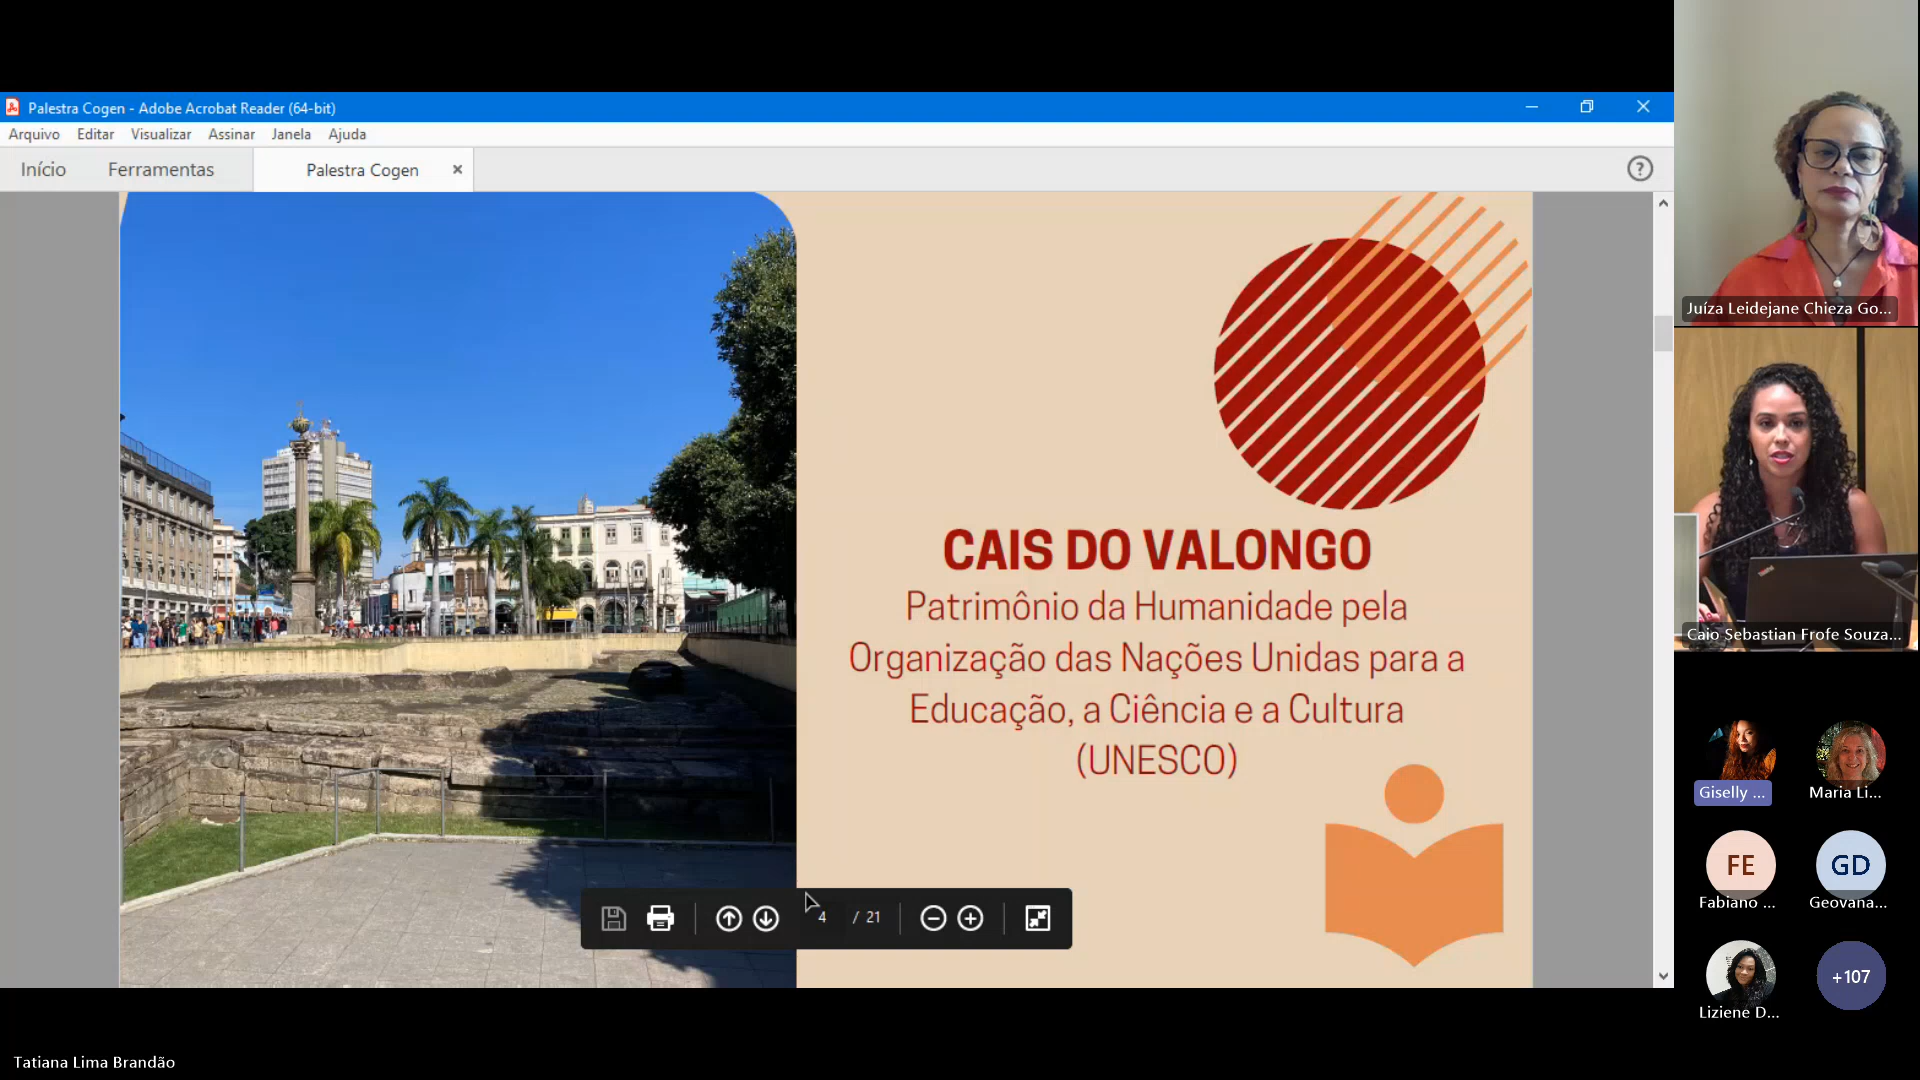 Palestra Cogen - Adobe Acrobat Reader (64-bit)
Arquivo Editar Visualizar Assinar Janela Ajuda
Início Ferramentas Palestra Cogen
CAIS DO VALONGO
Patrimônio da Humanidade pela
Organização das Nações Unidas para a
Educação, a Ciência e a Cultura
(UNESCO)
4 / 21
Juíza Leidejane Chieza Go...
Caio Sebastian Frofe Souza...
Giselly ... Maria Li...
FE GD
Fabiano ... Geovana...
+107
Liziene D...
Tatiana Lima Brandão